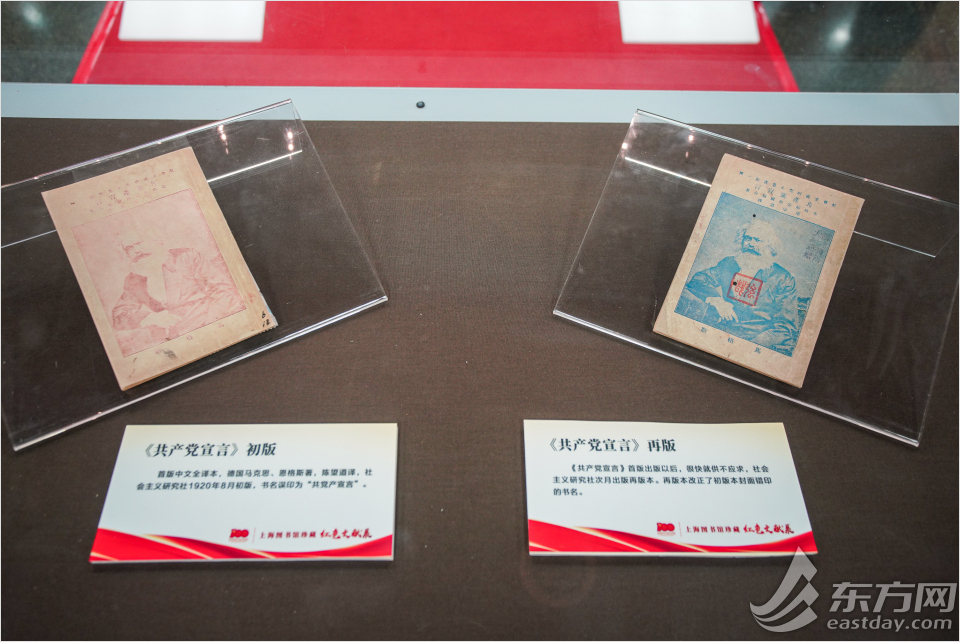 《共产党宣言》初版
首版中文全译本，德国马克思、恩格斯著，陈望道译，社
会主义研究社1920年8月初版，书名误印为“共党产宣言”。
100
上海图书馆珍藏 红色文献展
《共产党宣言》再版
《共产党宣言》首版出版以后，很快就供不应求，社会
主义研究社次月出版再版本。再版本改正了初版本封面错印
的书名。
100
上海图书馆珍藏 红色文献展
东方网
eastday.com